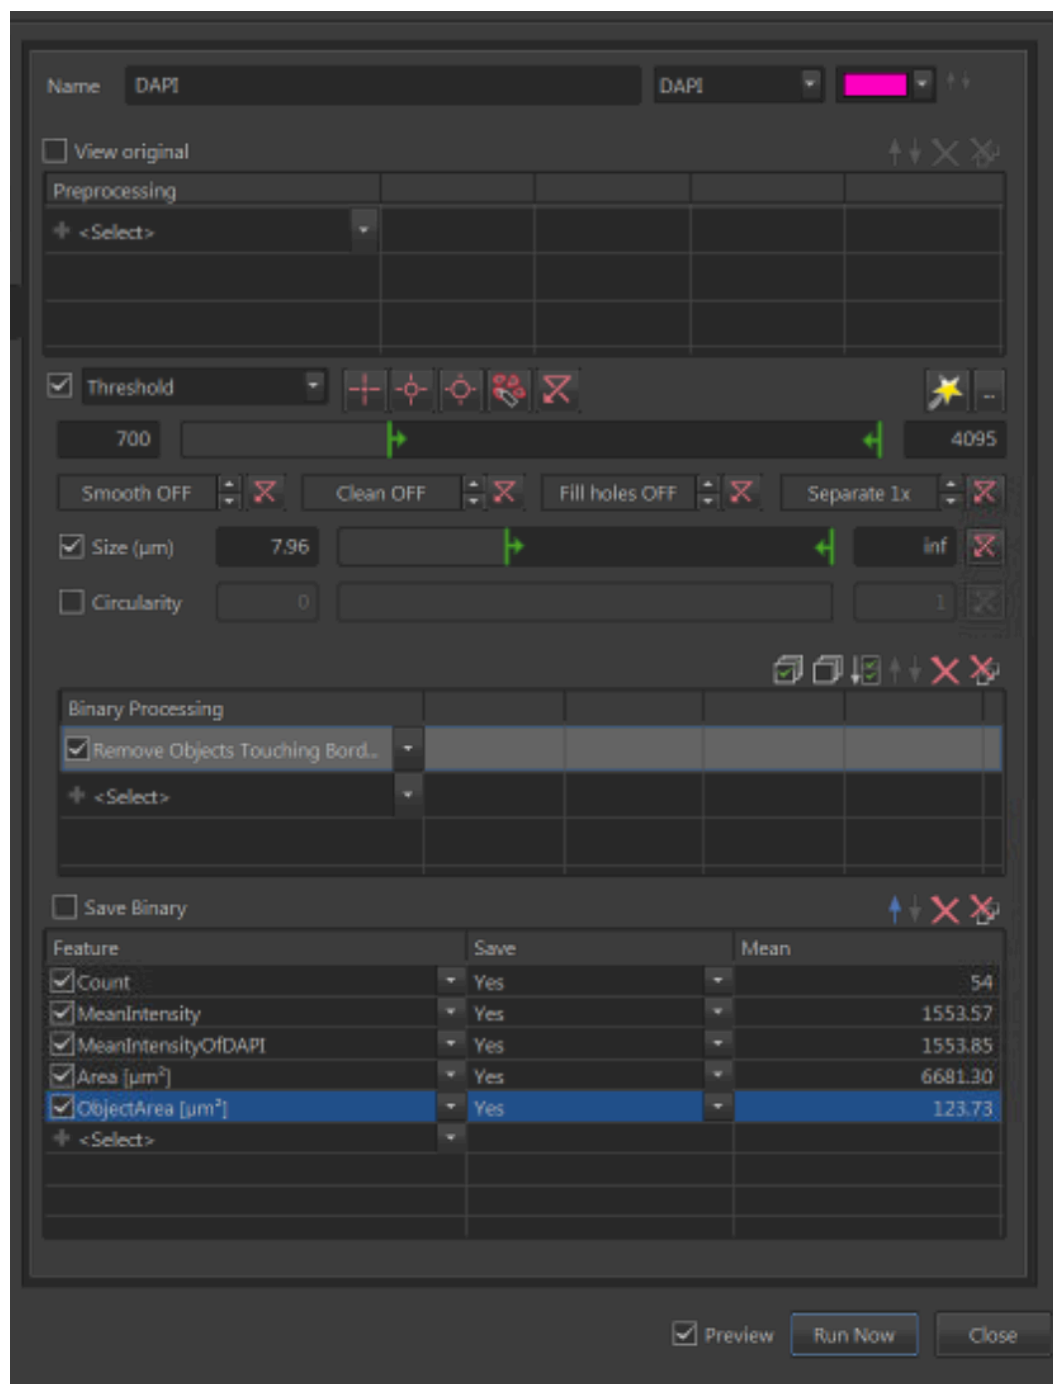 Name DAPI DAPI
View original
Preprocessing
<Select>
Threshold ...
700 4095
Smooth OFF Clean OFF Fill holes OFF Separate 1x
Size (µm) 7.96 inf
Circularity 0 1
Binary Processing
Remove Objects Touching Bord...
<Select>
Save Binary
Feature Save Mean
Count Yes 54
MeanIntensity Yes 1553.57
MeanIntensityOfDAPI Yes 1553.85
Area [µm²] Yes 6681.30
ObjectArea [µm²] Yes 123.73
<Select>
Preview Run Now Close